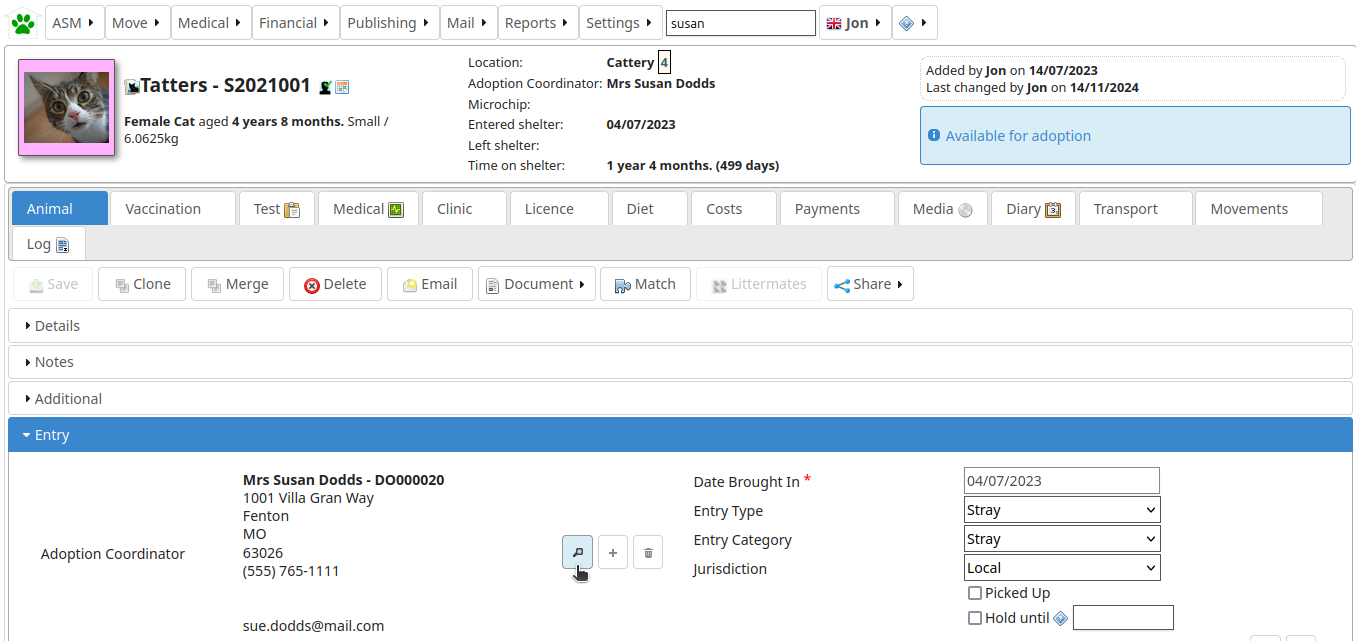 ASM Move Medical Financial Publishing Mail Reports Settings susan Jon
Tatters - S2021001
Female Cat aged 4 years 8 months. Small /
6.0625kg
Location: Cattery 4
Adoption Coordinator: Mrs Susan Dodds
Microchip:
Entered shelter: 04/07/2023
Left shelter:
Time on shelter: 1 year 4 months. (499 days)
Added by Jon on 14/07/2023
Last changed by Jon on 14/11/2024
Available for adoption
Animal Vaccination Test Medical Clinic Licence Diet Costs Payments Media Diary Transport Movements
Log
Save Clone Merge Delete Email Document Match Littermates Share
Details
Notes
Additional
Entry
Adoption Coordinator
Mrs Susan Dodds - DO000020
1001 Villa Gran Way
Fenton
MO
63026
(555) 765-1111
sue.dodds@mail.com
Date Brought In * 04/07/2023
Entry Type Stray
Entry Category Stray
Jurisdiction Local
Picked Up
Hold until